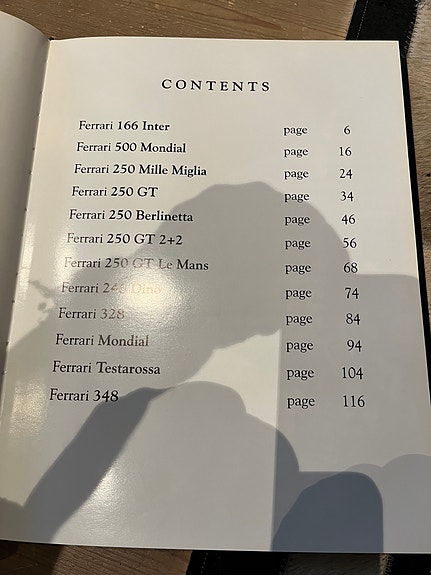 CONTENTS
Ferrari 166 Inter page 6
Ferrari 500 Mondial page 16
Ferrari 250 Mille Miglia page 24
Ferrari 250 GT page 34
Ferrari 250 Berlinetta page 46
Ferrari 250 GT 2+2 page 56
Ferrari 250 GT Le Mans page 68
Ferrari 246 Dino page 74
Ferrari 328 page 84
Ferrari Mondial page 94
Ferrari Testarossa page 104
Ferrari 348 page 116